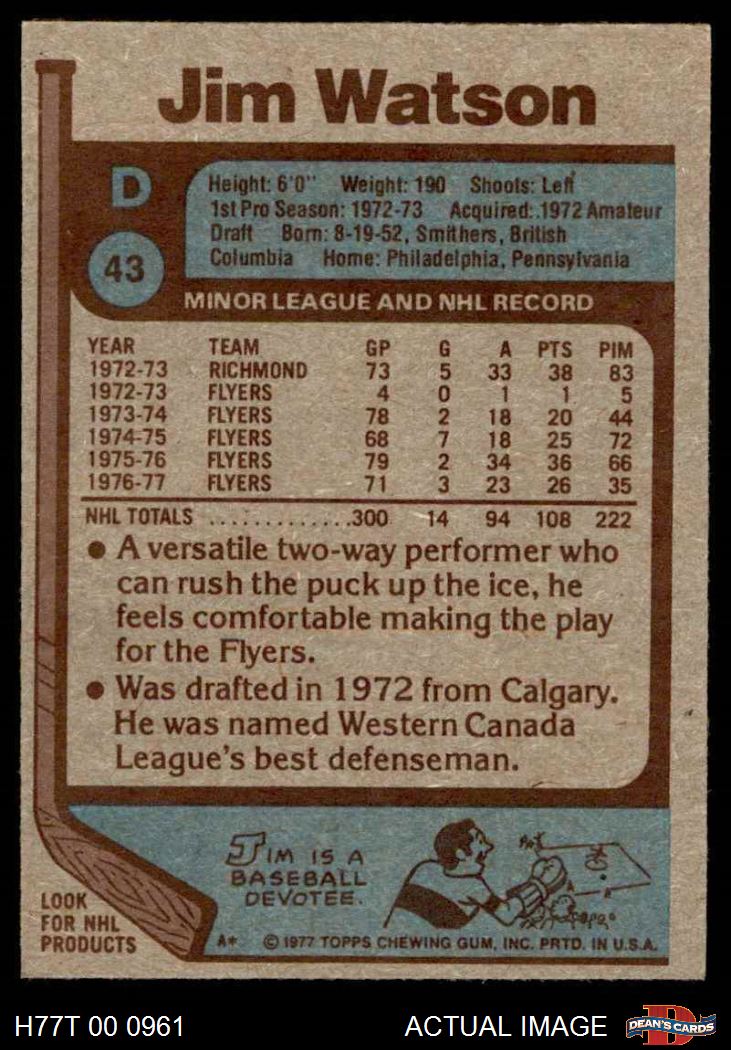 Jim Watson
D
43
Height: 6'0" Weight: 190 Shoots: Left
1st Pro Season: 1972-73 Acquired: 1972 Amateur
Draft Born: 8-19-52, Smithers, British
Columbia Home: Philadelphia, Pennsylvania
MINOR LEAGUE AND NHL RECORD
YEAR TEAM GP G A PTS PIM
1972-73 RICHMOND 73 5 33 38 83
1972-73 FLYERS 4 0 1 1 5
1973-74 FLYERS 78 2 18 20 44
1974-75 FLYERS 68 7 18 25 72
1975-76 FLYERS 79 2 34 36 66
1976-77 FLYERS 71 3 23 26 35
NHL TOTALS .............300 14 94 108 222
● A versatile two-way performer who
can rush the puck up the ice, he
feels comfortable making the play
for the Flyers.
● Was drafted in 1972 from Calgary.
He was named Western Canada
League's best defenseman.
JIM IS A
BASEBALL
DEVOTEE.
LOOK
FOR NHL
PRODUCTS
A* © 1977 TOPPS CHEWING GUM, INC. PRTD. IN U.S.A.
H77T 00 0961 ACTUAL IMAGE DEAN'S CARDS